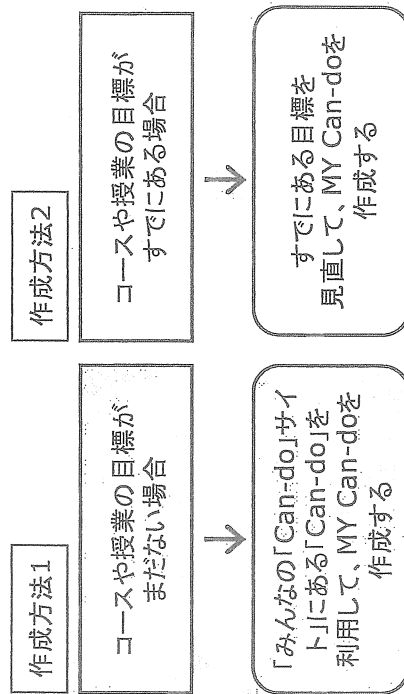 作成方法1
コースや授業の目標が
まだない場合
「みんなの「Can-do」サイ
ト」にある「Can-do」を
利用して、MY Can-doを
作成する
作成方法2
コースや授業の目標が
すでにある場合
すでにある目標を
見直して、MY Can-doを
作成する